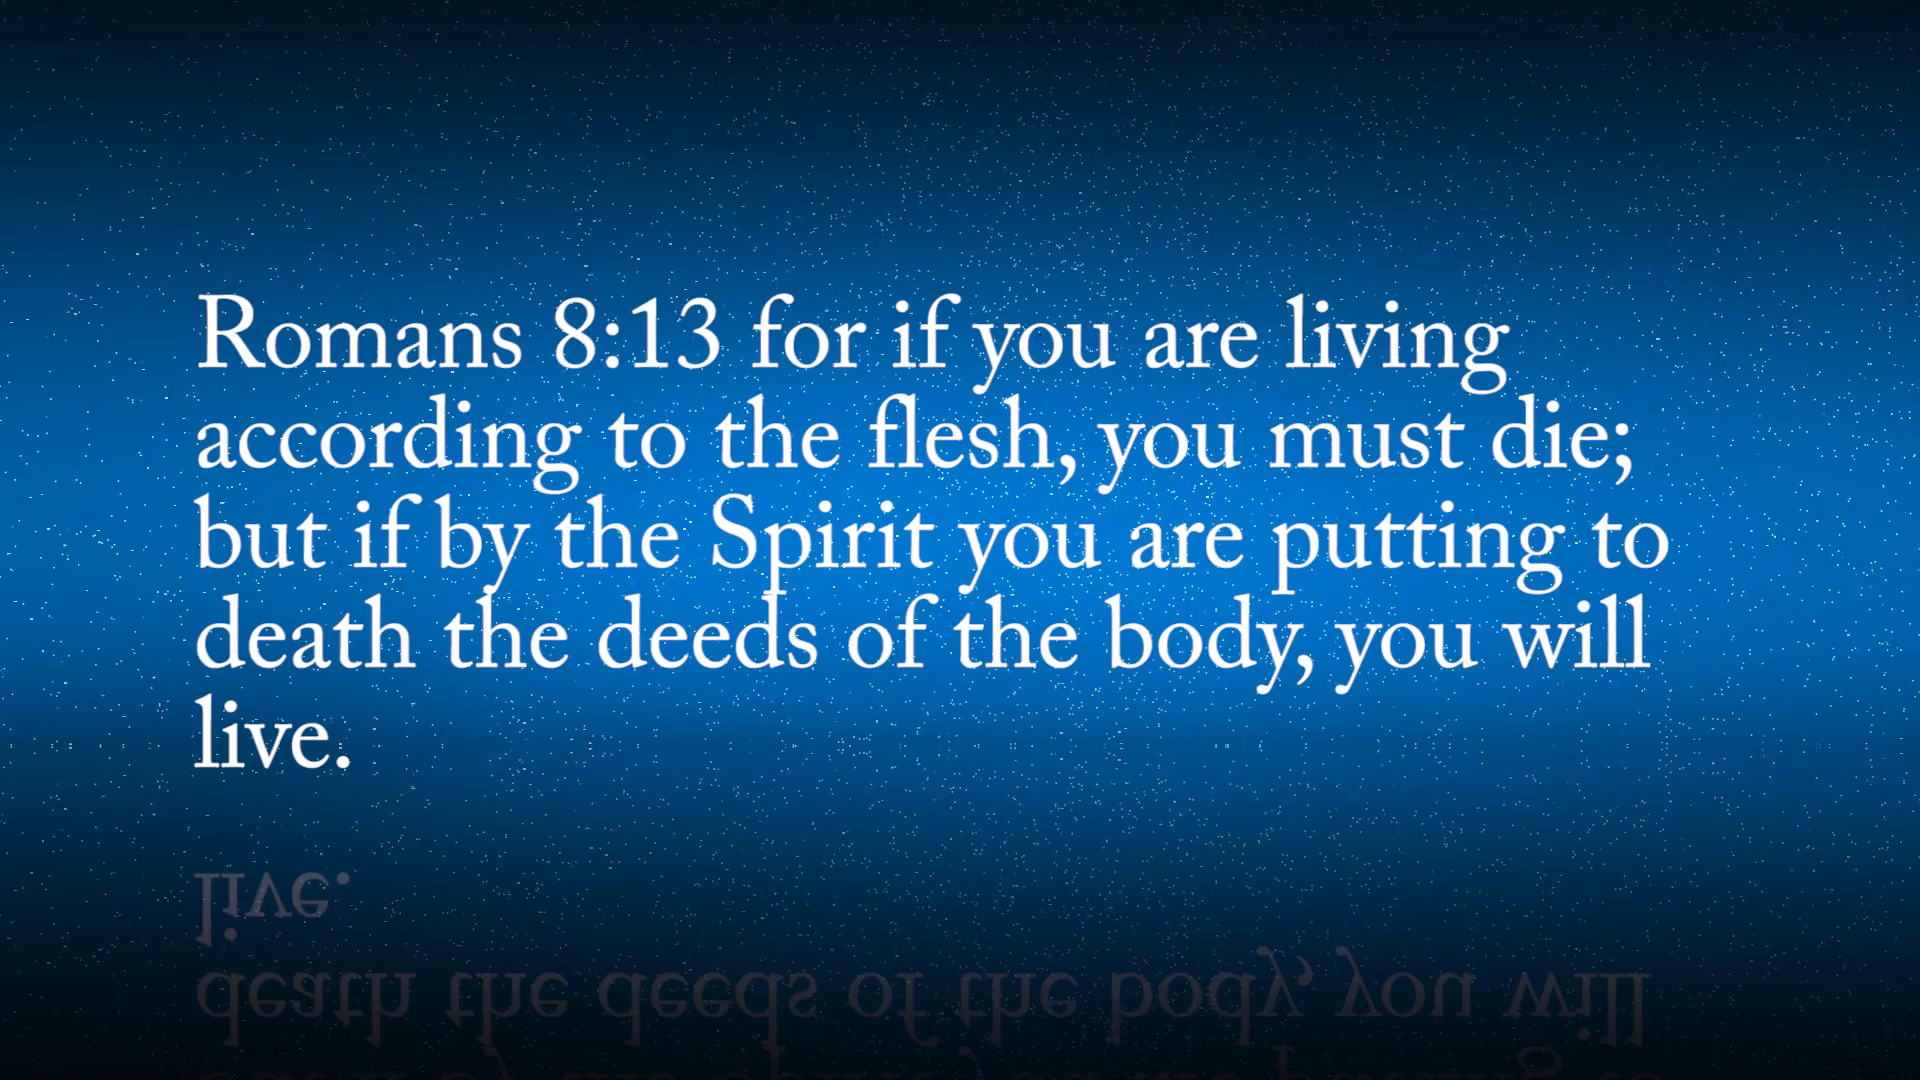 Romans 8:13 for if you are living
according to the flesh, you must die;
but if by the Spirit you are putting to
death the deeds of the body, you will
live.